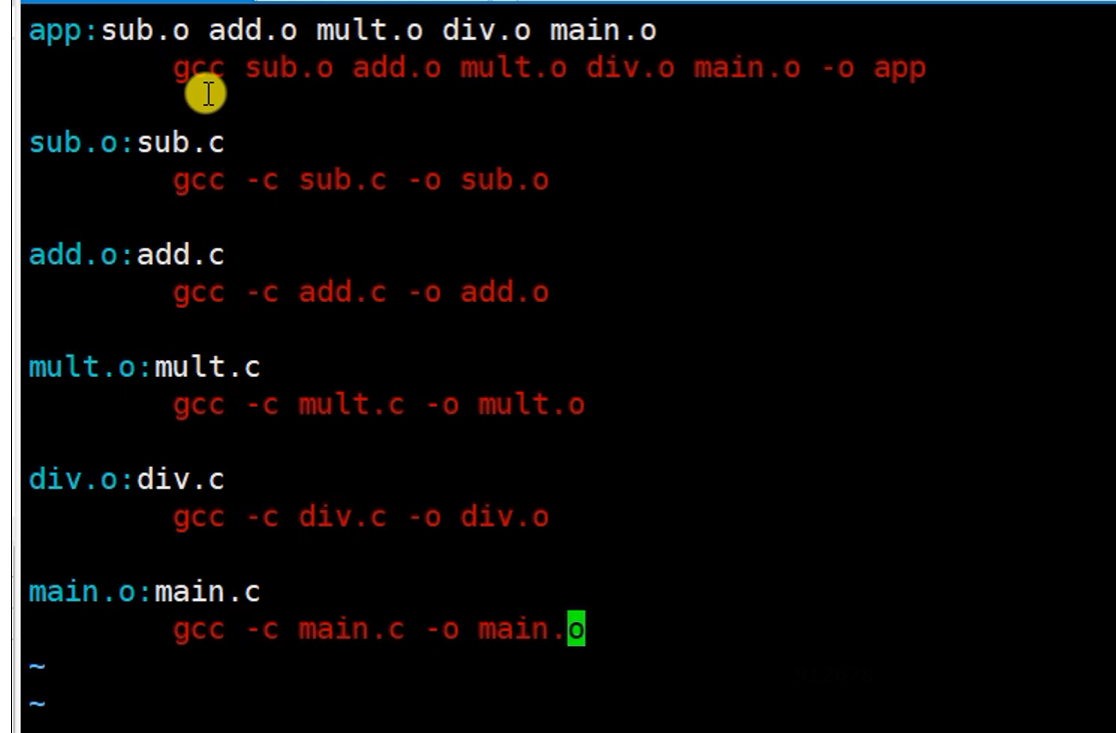 app:sub.o add.o mult.o div.o main.o
        gcc sub.o add.o mult.o div.o main.o -o app

sub.o:sub.c
        gcc -c sub.c -o sub.o

add.o:add.c
        gcc -c add.c -o add.o

mult.o:mult.c
        gcc -c mult.c -o mult.o

div.o:div.c
        gcc -c div.c -o div.o

main.o:main.c
        gcc -c main.c -o main.o
~
~